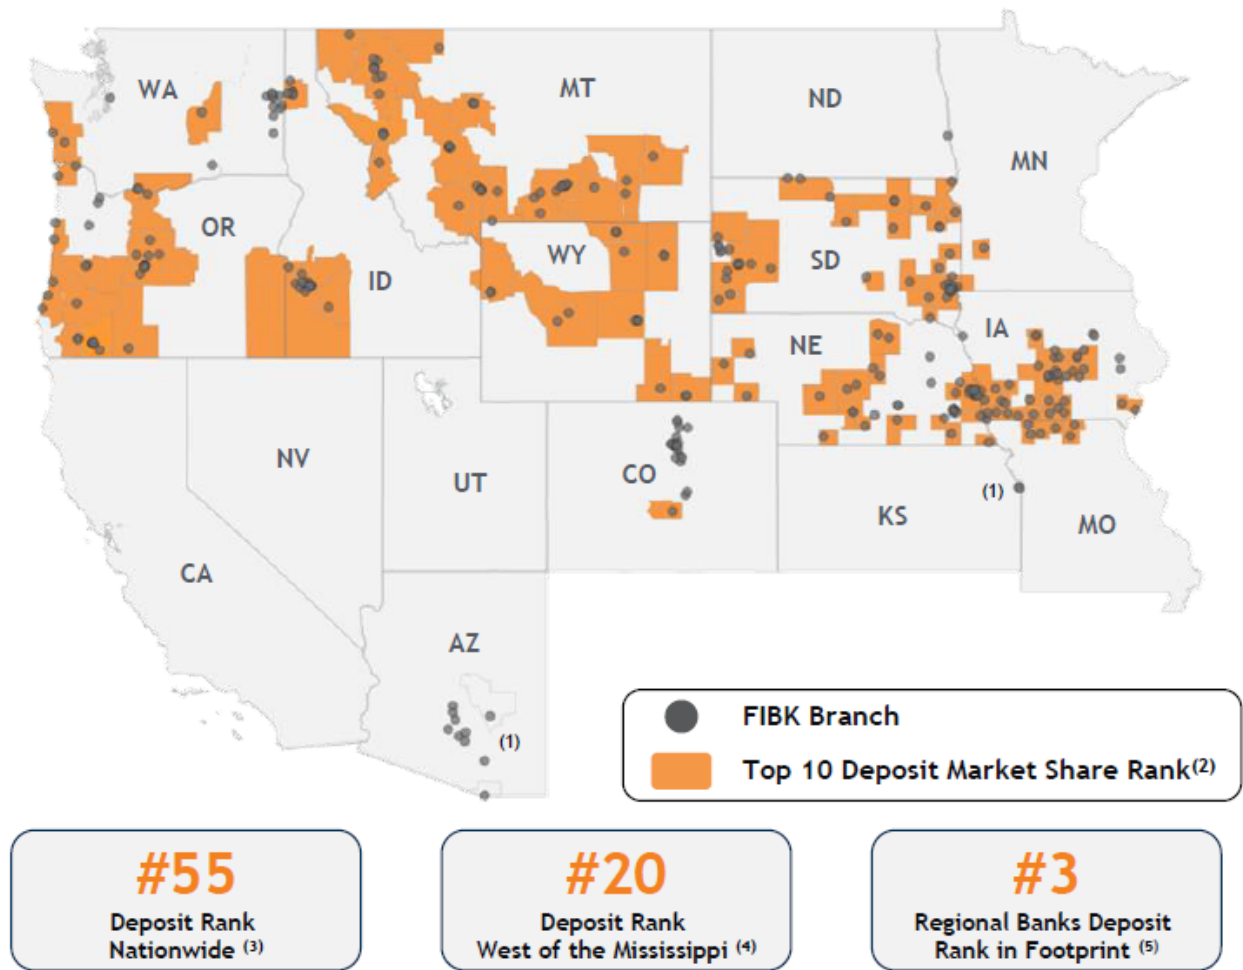 WA
MT
ND
MN
OR
ID
WY
SD
IA
NE
NV
UT
CO
(1)
KS
MO
CA
AZ
(1)
FIBK Branch
Top 10 Deposit Market Share Rank(2)
#55
Deposit Rank
Nationwide (3)
#20
Deposit Rank
West of the Mississippi (4)
#3
Regional Banks Deposit
Rank in Footprint (5)